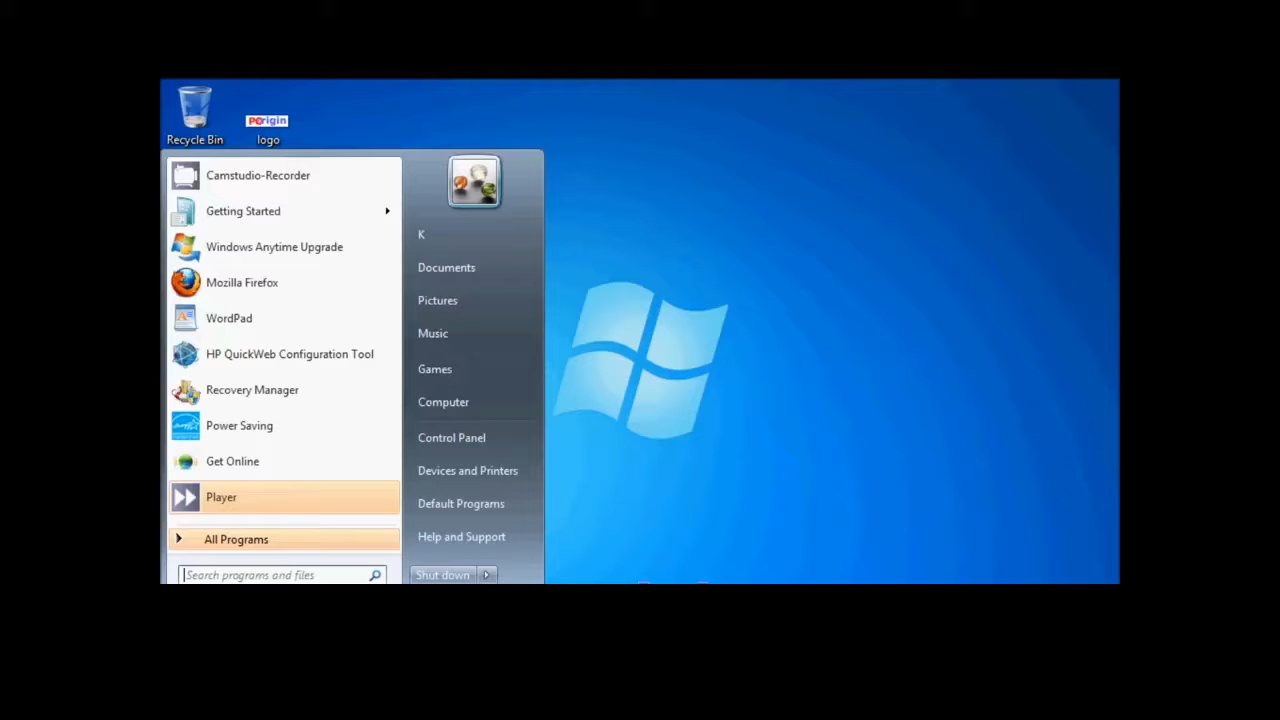 Recycle Bin
PCrigin
logo
Camstudio-Recorder
Getting Started
Windows Anytime Upgrade
Mozilla Firefox
WordPad
HP QuickWeb Configuration Tool
Recovery Manager
Power Saving
Get Online
Player
All Programs
Search programs and files
K
Documents
Pictures
Music
Games
Computer
Control Panel
Devices and Printers
Default Programs
Help and Support
Shut down